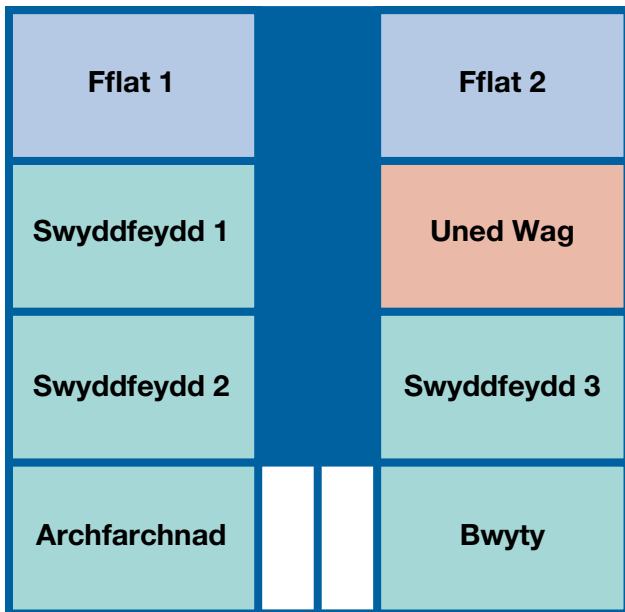 Fflat 1
Fflat 2
Swyddfeydd 1
Uned Wag
Swyddfeydd 2
Swyddfeydd 3
Archfarchnad
Bwyty